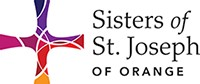 Sisters of
St. Joseph
OF ORANGE